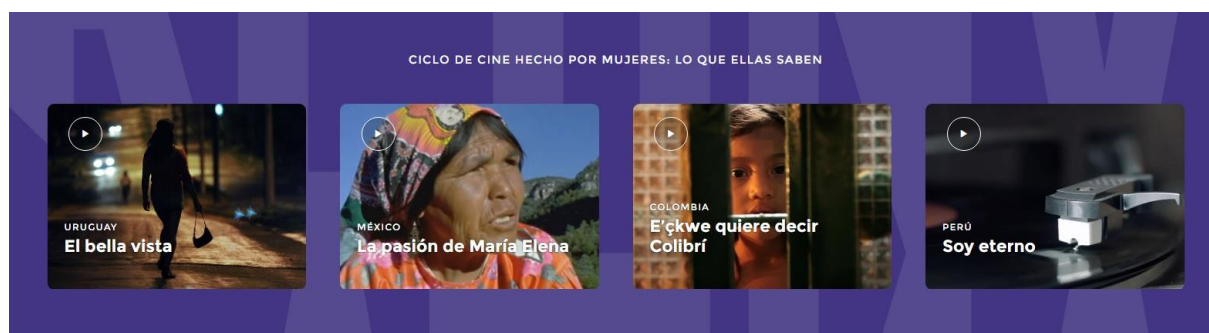 CICLO DE CINE HECHO POR MUJERES: LO QUE ELLAS SABEN
URUGUAY
El bella vista
MÉXICO
La pasión de María Elena
COLOMBIA
E'çkwe quiere decir
Colibrí
PERÚ
Soy eterno